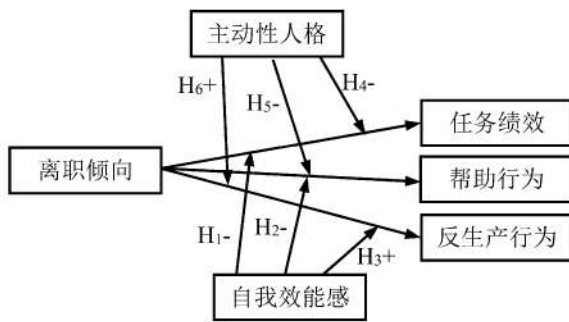 主动性人格
H₆+
H₅-
H₄-
任务绩效
离职倾向
帮助行为
反生产行为
H₁-
H₂-
H₃+
自我效能感